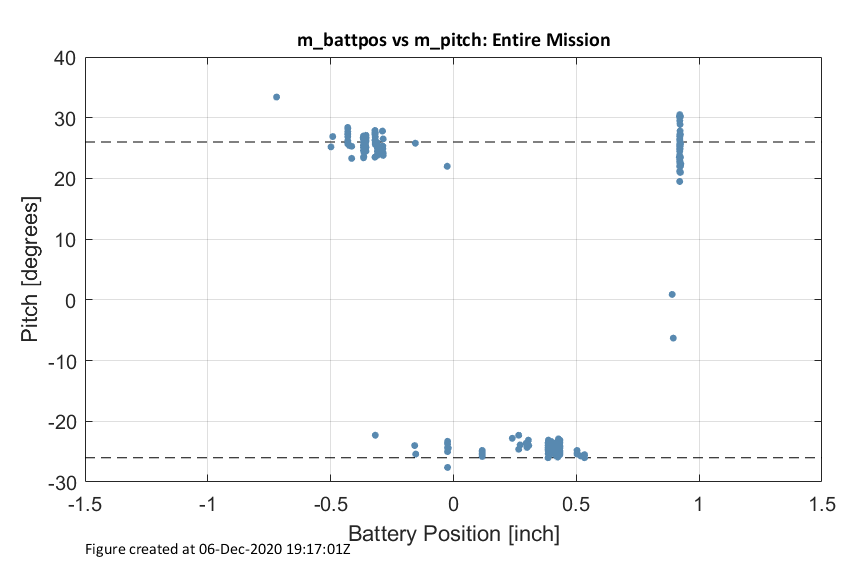 m_battpos vs m_pitch: Entire Mission
40
30
20
10
0
-10
-20
-30
Pitch [degrees]
-1.5 -1 -0.5 0 0.5 1 1.5
Battery Position [inch]
Figure created at 06-Dec-2020 19:17:01Z